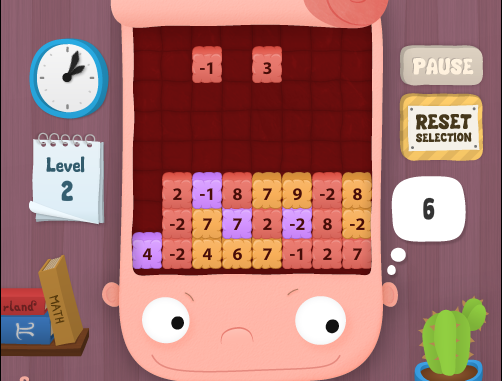 -1 3
PAUSE
RESET
SELECTION
Level
2
2 -1 8 7 9 -2 8
6
-2 7 7 2 -2 8 -2
4 -2 4 6 7 -1 2 7
rland
MATH
π